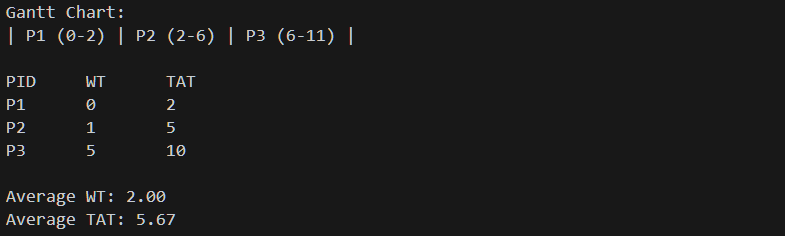 Gantt Chart:
| P1 (0-2) | P2 (2-6) | P3 (6-11) |
PID WT TAT
P1 0 2
P2 1 5
P3 5 10
Average WT: 2.00
Average TAT: 5.67